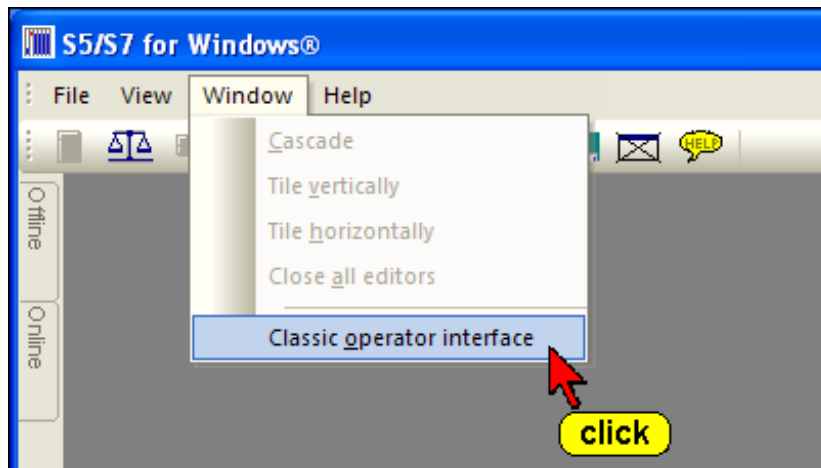 S5/S7 for Windows®
File View Window Help
Cascade
Tile vertically
Tile horizontally
Close all editors
Classic operator interface
HELP
Offline
Online
click